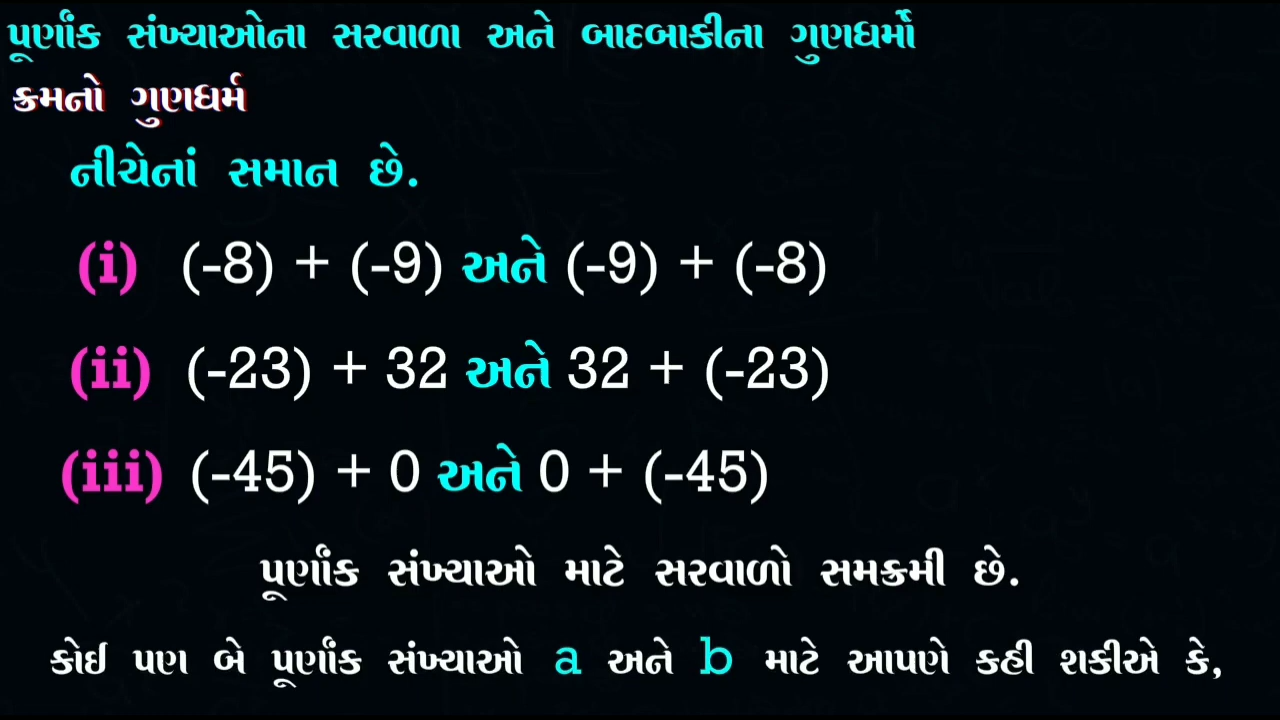 પૂર્ણાંક સંખ્યાઓના સરવાળા અને બાદબાકીના ગુણધર્મો
ક્રમનો ગુણધર્મ
નીચેનાં સમાન છે.
(i) (-8) + (-9) અને (-9) + (-8)
(ii) (-23) + 32 અને 32 + (-23)
(iii) (-45) + 0 અને 0 + (-45)
પૂર્ણાંક સંખ્યાઓ માટે સરવાળો સમક્રમી છે.
કોઈ પણ બે પૂર્ણાંક સંખ્યાઓ a અને b માટે આપણે કહી શકીએ કે,